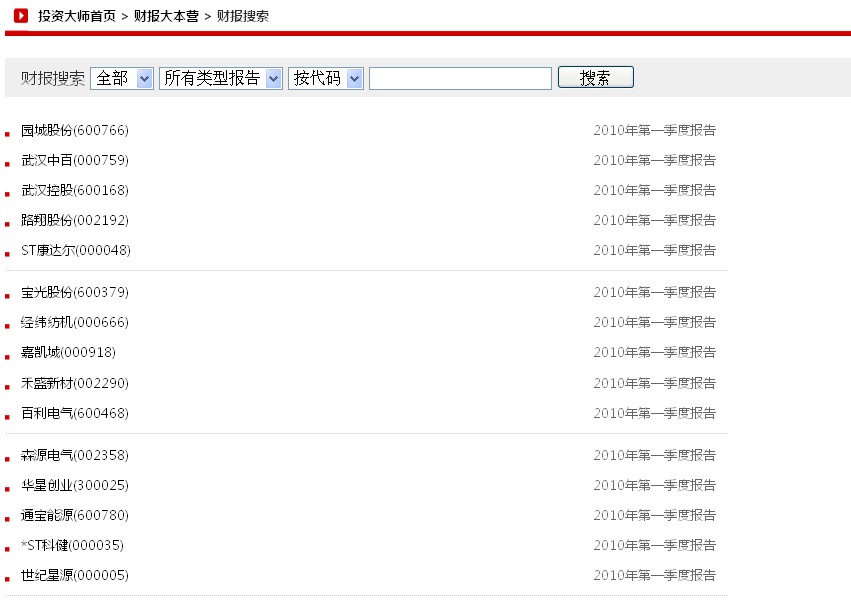 投资大师首页 > 财报大本营 > 财报搜索
财报搜索 全部 所有类型报告 按代码 搜索
园城股份(600766) 2010年第一季度报告
武汉中百(000759) 2010年第一季度报告
武汉控股(600168) 2010年第一季度报告
路翔股份(002192) 2010年第一季度报告
ST康达尔(000048) 2010年第一季度报告
宝光股份(600379) 2010年第一季度报告
经纬纺机(000666) 2010年第一季度报告
嘉凯城(000918) 2010年第一季度报告
禾盛新材(002290) 2010年第一季度报告
百利电气(600468) 2010年第一季度报告
森源电气(002358) 2010年第一季度报告
华星创业(300025) 2010年第一季度报告
通宝能源(600780) 2010年第一季度报告
*ST科健(000035) 2010年第一季度报告
世纪星源(000005) 2010年第一季度报告